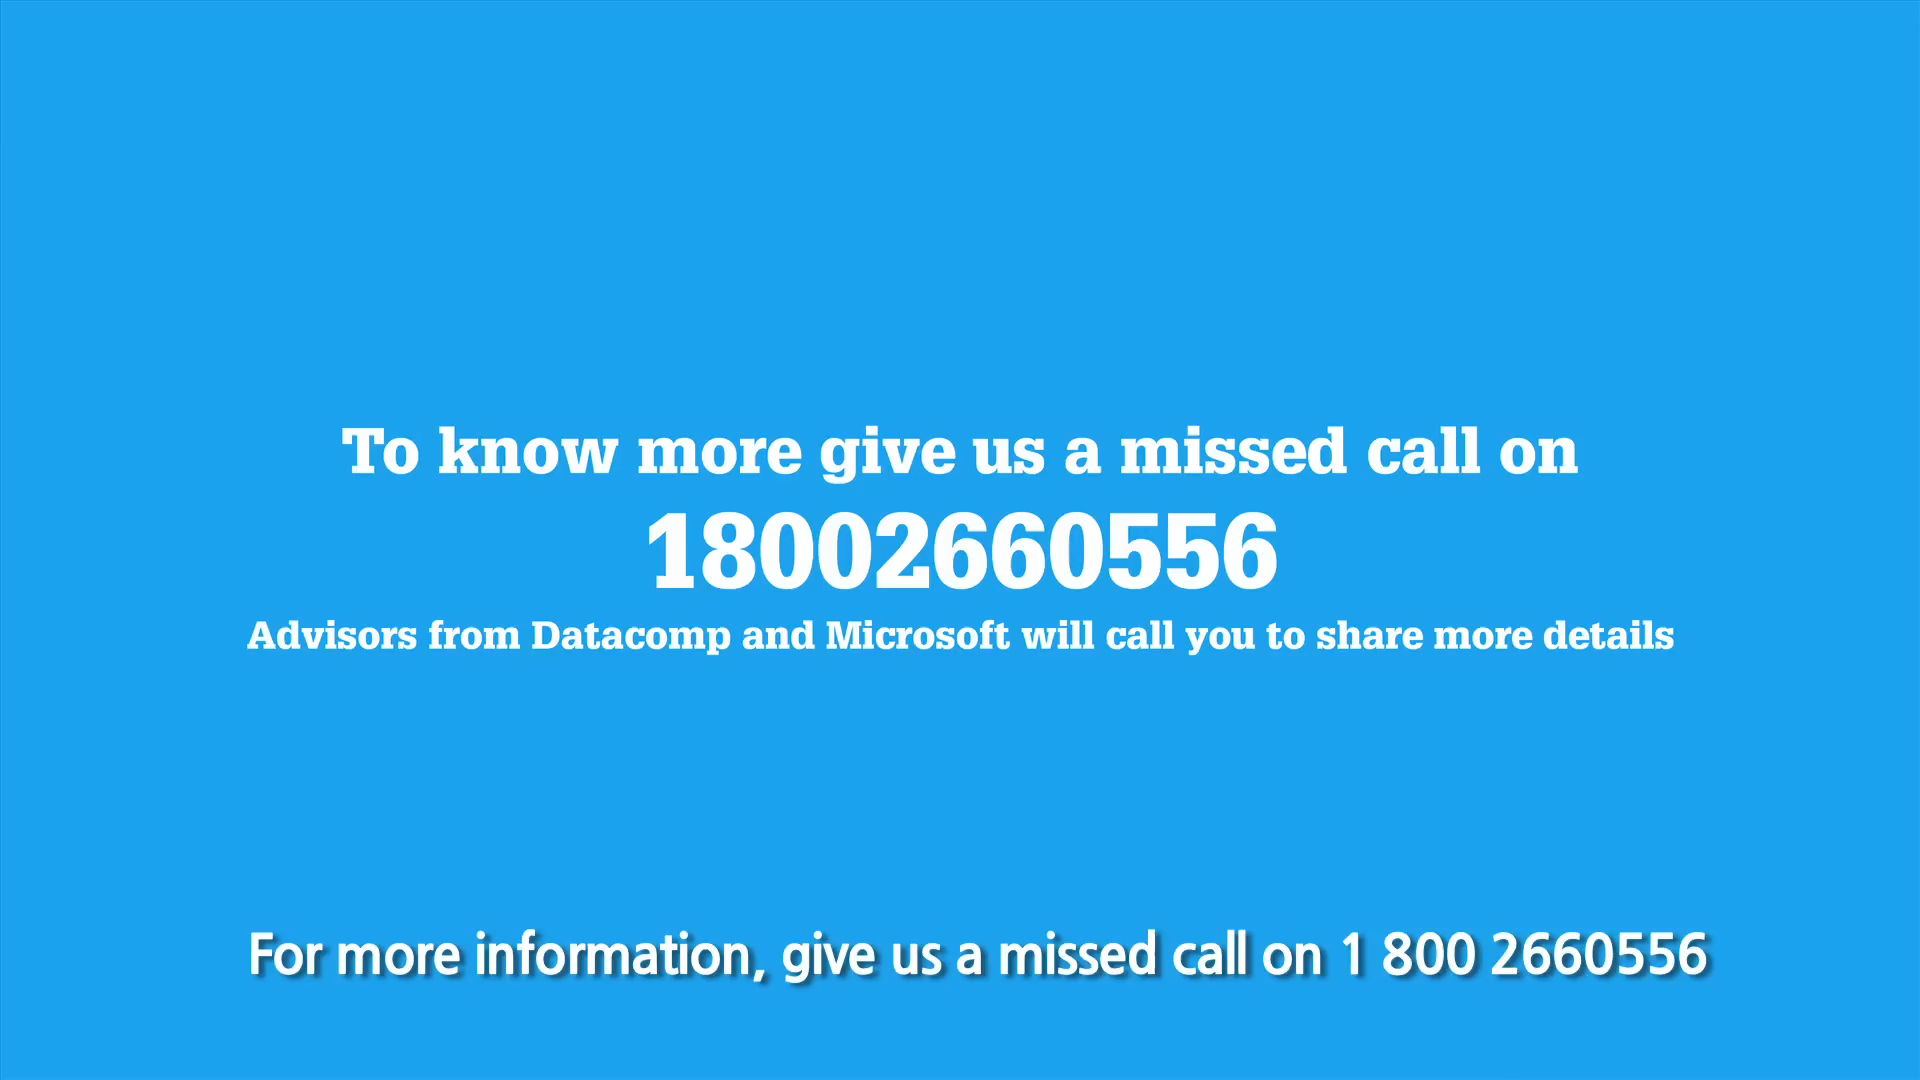 To know more give us a missed call on
18002660556
Advisors from Datacomp and Microsoft will call you to share more details
For more information, give us a missed call on 1 800 2660556